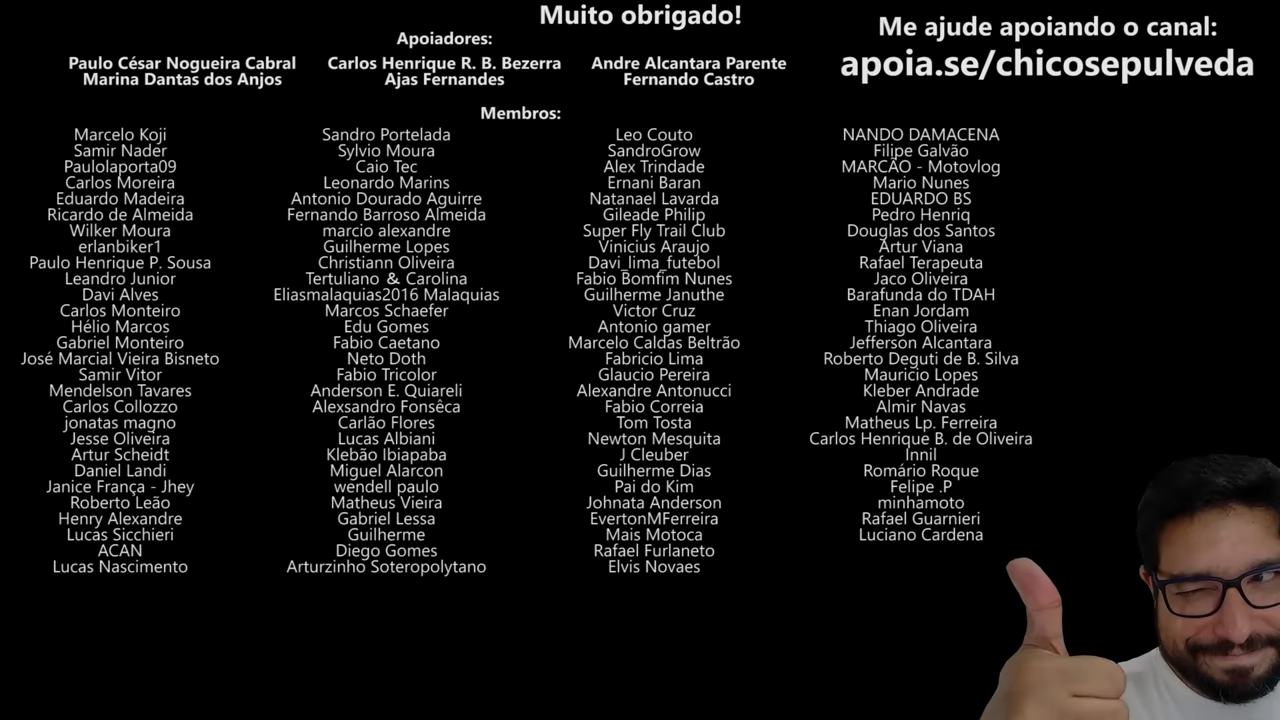 Muito obrigado!
Apoiadores:
Paulo César Nogueira Cabral
Marina Dantas dos Anjos
Carlos Henrique R. B. Bezerra
Ajas Fernandes
Andre Alcantara Parente
Fernando Castro
Me ajude apoiando o canal:
apoia.se/chicosepulveda
Membros:
Marcelo Koji
Samir Nader
Paulolaporta09
Carlos Moreira
Eduardo Madeira
Ricardo de Almeida
Wilker Moura
erlanbiker1
Paulo Henrique P. Sousa
Leandro Junior
Davi Alves
Carlos Monteiro
Hélio Marcos
Gabriel Monteiro
José Marcial Vieira Bisneto
Samir Vitor
Mendelson Tavares
Carlos Collozzo
jonatas magno
Jesse Oliveira
Artur Scheidt
Daniel Landi
Janice França - Jhey
Roberto Leão
Henry Alexandre
Lucas Sicchieri
ACAN
Lucas Nascimento
Sandro Portelada
Sylvio Moura
Caio Tec
Leonardo Marins
Antonio Dourado Aguirre
Fernando Barroso Almeida
marcio alexandre
Guilherme Lopes
Christiann Oliveira
Tertuliano & Carolina
Eliasmalaquias2016 Malaquias
Marcos Schaefer
Edu Gomes
Fabio Caetano
Neto Doth
Fabio Tricolor
Anderson E. Quiareli
Alexsandro Fonsêca
Carlão Flores
Lucas Albiani
Klebão Ibiapaba
Miguel Alarcon
wendell paulo
Matheus Vieira
Gabriel Lessa
Guilherme
Diego Gomes
Arturzinho Soteropolytano
Leo Couto
SandroGrow
Alex Trindade
Ernani Baran
Natanael Lavarda
Gileade Philip
Super Fly Trail Club
Vinicius Araujo
Davi_lima_futebol
Fabio Bomfim Nunes
Guilherme Januthe
Victor Cruz
Antonio gamer
Marcelo Caldas Beltrão
Fabricio Lima
Glaucio Pereira
Alexandre Antonucci
Fabio Correia
Tom Tosta
Newton Mesquita
J Cleuber
Guilherme Dias
Pai do Kim
Johnata Anderson
EvertonMFerreira
Mais Motoca
Rafael Furlaneto
Elvis Novaes
NANDO DAMACENA
Filipe Galvão
MARCÃO - Motovlog
Mario Nunes
EDUARDO BS
Pedro Henriq
Douglas dos Santos
Artur Viana
Rafael Terapeuta
Jaco Oliveira
Barafunda do TDAH
Enan Jordam
Thiago Oliveira
Jefferson Alcantara
Roberto Deguti de B. Silva
Mauricio Lopes
Kleber Andrade
Almir Navas
Matheus Lp. Ferreira
Carlos Henrique B. de Oliveira
Innil
Romário Roque
Felipe .P
minhamoto
Rafael Guarnieri
Luciano Cardena